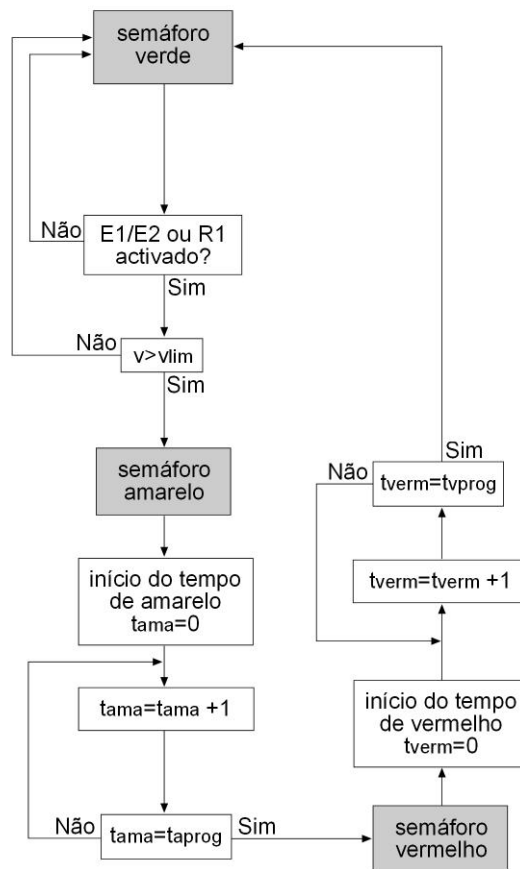 semáforo
verde
Não
E1/E2 ou R1
activado?
Sim
Não
v>vlim
Sim
semáforo
amarelo
início do tempo
de amarelo
tama=0
tama=tama +1
Não
tama=taprog
Sim
semáforo
vermelho
início do tempo
de vermelho
tverm=0
tverm=tverm +1
Não
tverm=tvprog
Sim